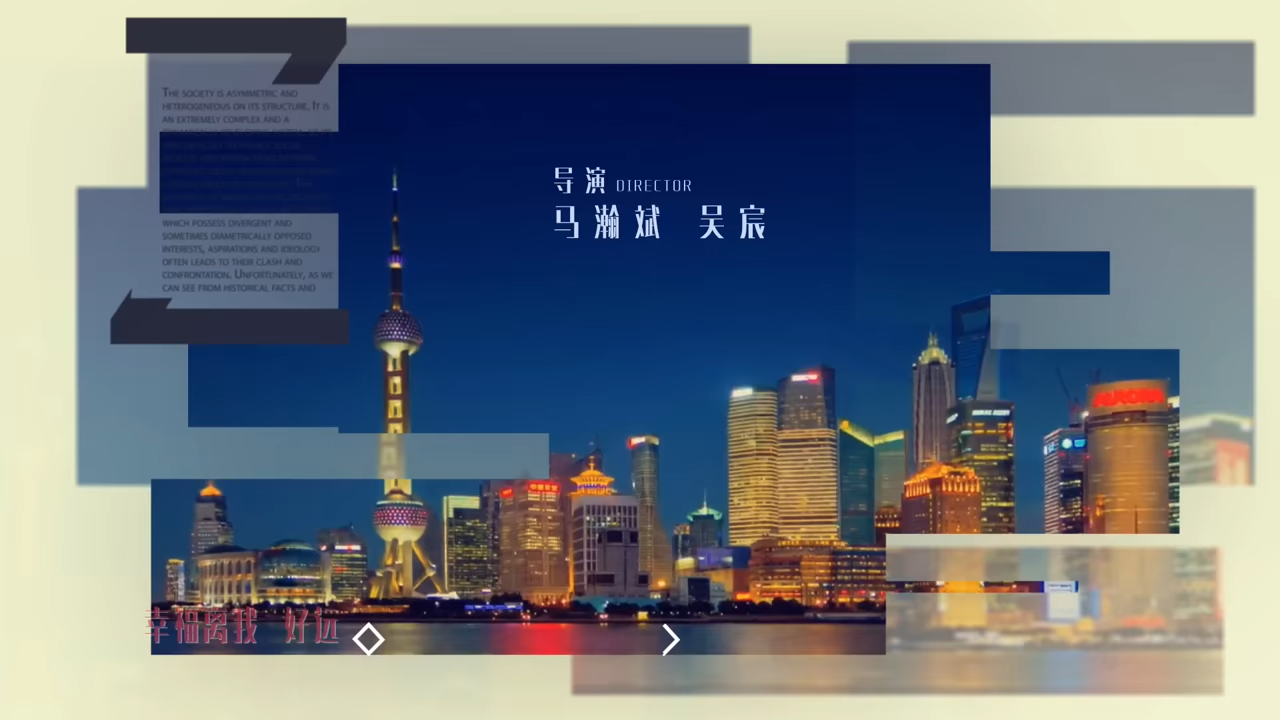 THE SOCIETY IS ASYMMETRIC AND
HETEROGENEOUS ON ITS STRUCTURE. IT IS
AN EXTREMELY COMPLEX AND A
WHICH POSSESS DIVERGENT AND
SOMETIMES DIAMETRICALLY OPPOSED
INTERESTS, ASPIRATIONS AND IDEOLOGY
OFTEN LEADS TO THEIR CLASH AND
CONFRONTATION. UNFORTUNATELY, AS WE
CAN SEE FROM HISTORICAL FACTS AND
导演 DIRECTOR
马瀚斌 吴宸
AURORA
幸福离我 好远